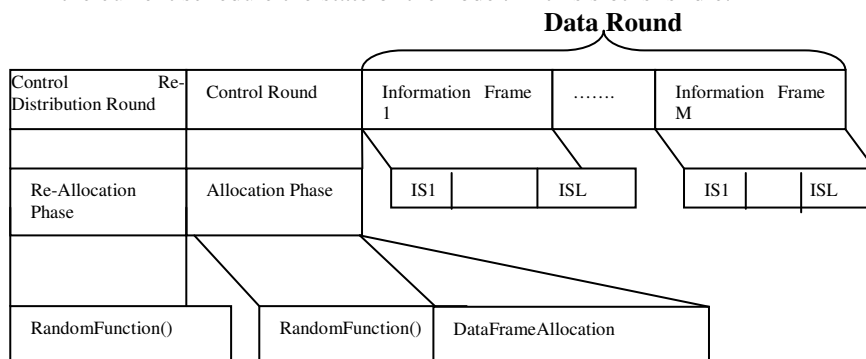 Data Round
Control Re-
Distribution Round
Control Round
Information Frame
1
.......
Information Frame
M
Re-Allocation
Phase
Allocation Phase
IS1
ISL
IS1
ISL
RandomFunction()
RandomFunction()
DataFrameAllocation